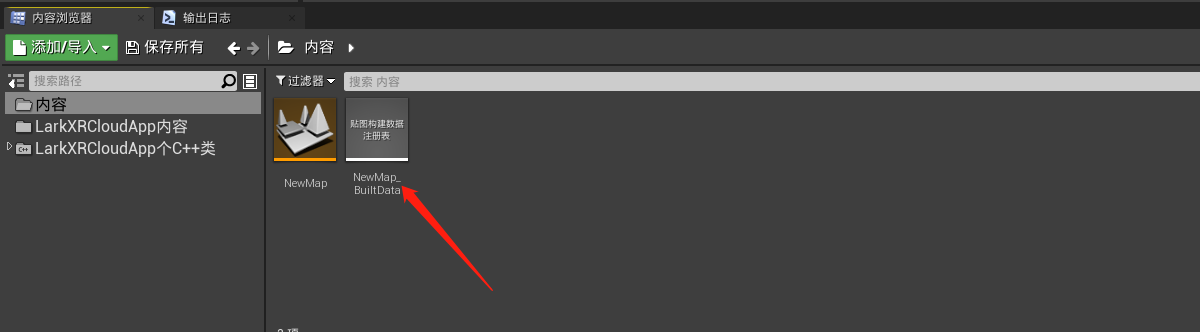 内容浏览器
输出日志
添加/导入
保存所有
内容
搜索路径
过滤器
搜索 内容
内容
LarkXRCloudApp内容
LarkXRCloudApp个C++类
贴图构建数据
注册表
NewMap
NewMap_
BuiltData